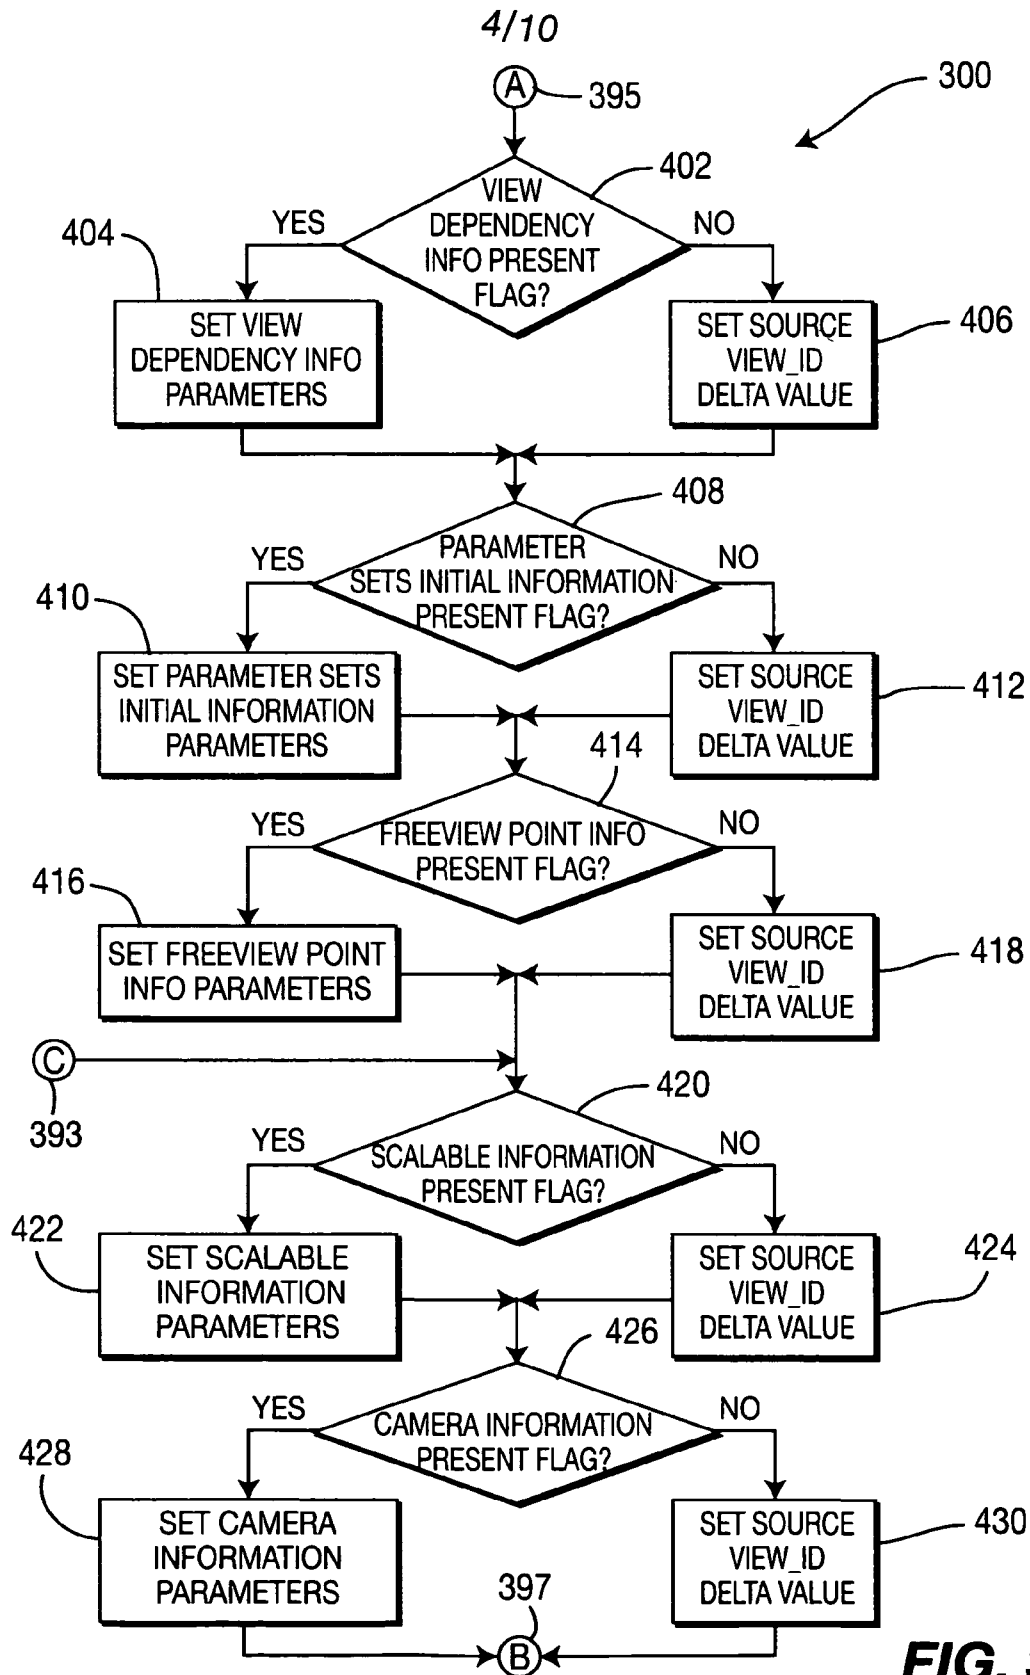 4/10
A
395
300
402
VIEW
DEPENDENCY
INFO PRESENT
FLAG?
YES
NO
404
SET VIEW
DEPENDENCY INFO
PARAMETERS
SET SOURCE
VIEW_ID
DELTA VALUE
406
408
PARAMETER
SETS INITIAL INFORMATION
PRESENT FLAG?
YES
NO
410
SET PARAMETER SETS
INITIAL INFORMATION
PARAMETERS
SET SOURCE
VIEW_ID
DELTA VALUE
412
414
FREEVIEW POINT INFO
PRESENT FLAG?
YES
NO
416
SET FREEVIEW POINT
INFO PARAMETERS
SET SOURCE
VIEW_ID
DELTA VALUE
418
C
393
420
SCALABLE INFORMATION
PRESENT FLAG?
YES
NO
422
SET SCALABLE
INFORMATION
PARAMETERS
SET SOURCE
VIEW_ID
DELTA VALUE
424
426
CAMERA INFORMATION
PRESENT FLAG?
YES
NO
428
SET CAMERA
INFORMATION
PARAMETERS
SET SOURCE
VIEW_ID
DELTA VALUE
430
397
B
FIG.